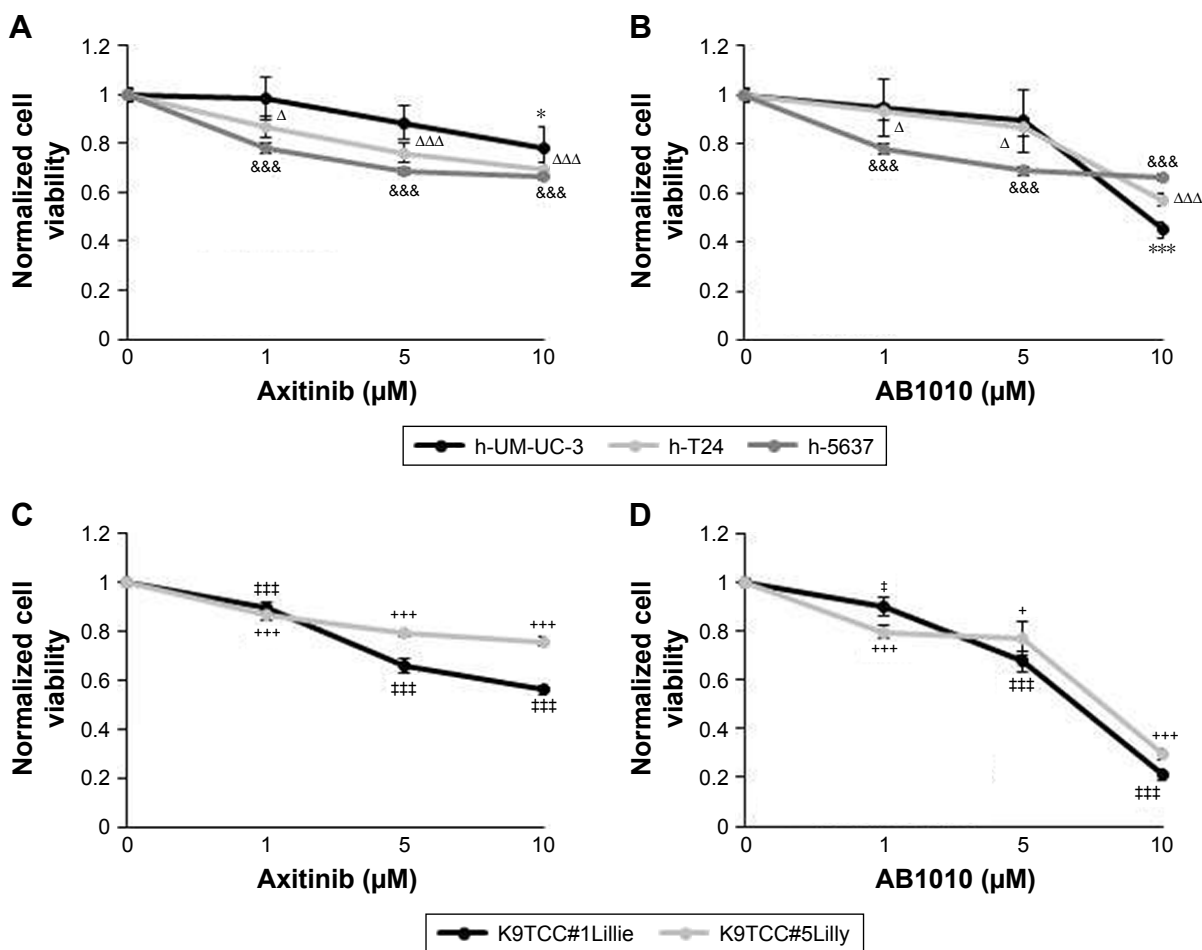 A
Normalized cell
viability
1.2
1
0.8
0.6
0.4
0.2
0
Δ
ΔΔΔ
*
ΔΔΔ
&&&
&&&
&&&
0 1 5 10
Axitinib (µM)
B
Normalized cell
viability
1.2
1
0.8
0.6
0.4
0.2
0
Δ
Δ
&&&
&&&
&&&
ΔΔΔ
***
0 1 5 10
AB1010 (µM)
h-UM-UC-3 h-T24 h-5637
C
Normalized cell
viability
1.2
1
0.8
0.6
0.4
0.2
0
‡‡‡
+++
+++
+++
‡‡‡
‡‡‡
0 1 5 10
Axitinib (µM)
D
Normalized cell
viability
1.2
1
0.8
0.6
0.4
0.2
0
‡
+
+++
‡‡‡
+++
‡‡‡
0 1 5 10
AB1010 (µM)
K9TCC#1Lillie K9TCC#5Lilly